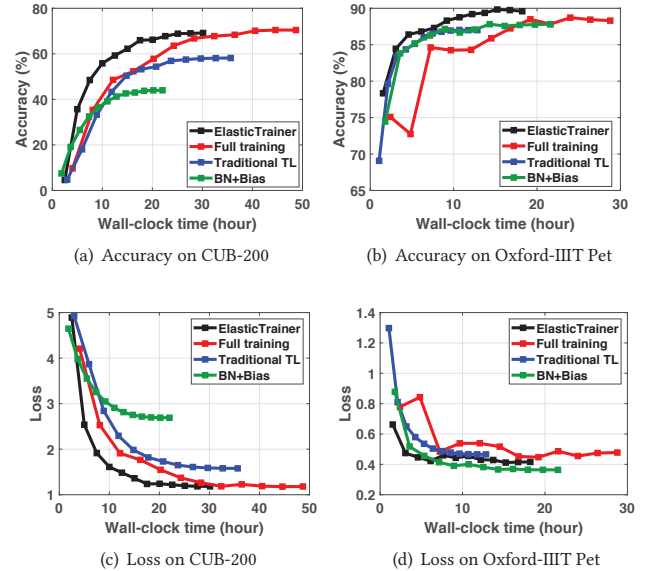 80
60
40
20
0
Accuracy (%)
ElasticTrainer
Full training
Traditional TL
BN+Bias
0 10 20 30 40 50
Wall-clock time (hour)
(a) Accuracy on CUB-200
90
85
80
75
70
65
Accuracy (%)
ElasticTrainer
Full training
Traditional TL
BN+Bias
0 10 20 30
Wall-clock time (hour)
(b) Accuracy on Oxford-IIIT Pet
5
4
3
2
1
Loss
ElasticTrainer
Full training
Traditional TL
BN+Bias
0 10 20 30 40 50
Wall-clock time (hour)
(c) Loss on CUB-200
1.4
1.2
1
0.8
0.6
0.4
0.2
Loss
ElasticTrainer
Full training
Traditional TL
BN+Bias
0 10 20 30
Wall-clock time (hour)
(d) Loss on Oxford-IIIT Pet